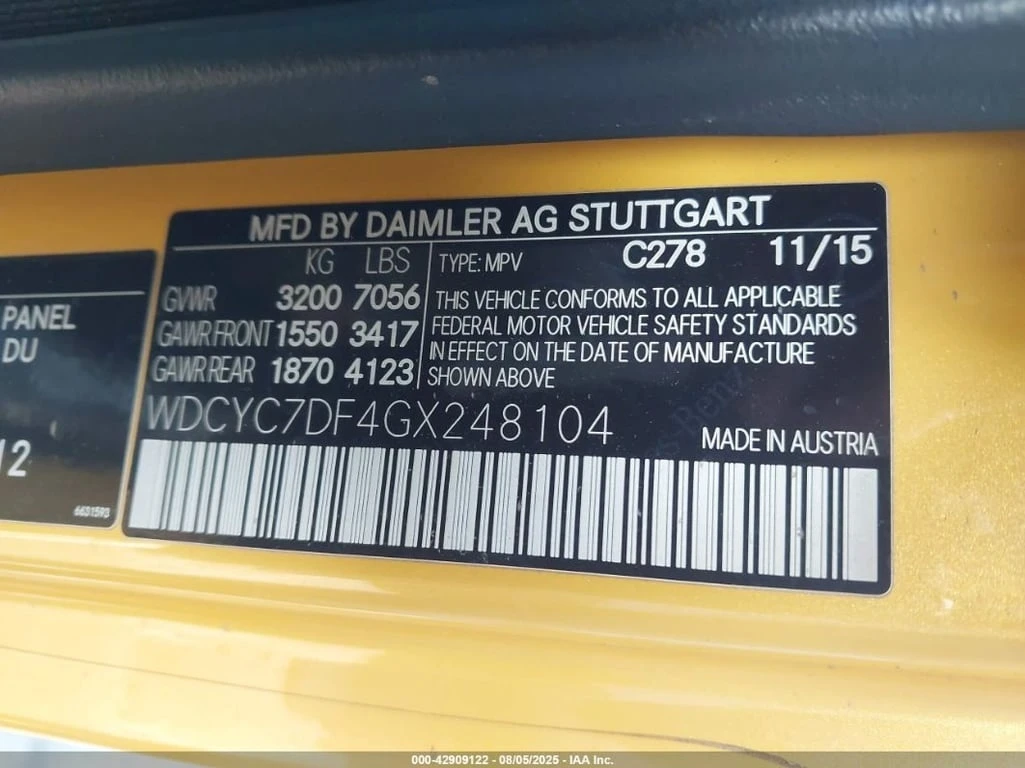 MFD BY DAIMLER AG STUTTGART
KG LBS
GVWR 3200 7056
GAWR FRONT 1550 3417
GAWR REAR 1870 4123
TYPE: MPV C278 11/15
THIS VEHICLE CONFORMS TO ALL APPLICABLE
FEDERAL MOTOR VEHICLE SAFETY STANDARDS
IN EFFECT ON THE DATE OF MANUFACTURE
SHOWN ABOVE
WDCYC7DF4GX248104
MADE IN AUSTRIA
PANEL
DU
12
6631593
000-42909122 - 08/05/2025 - IAA Inc.